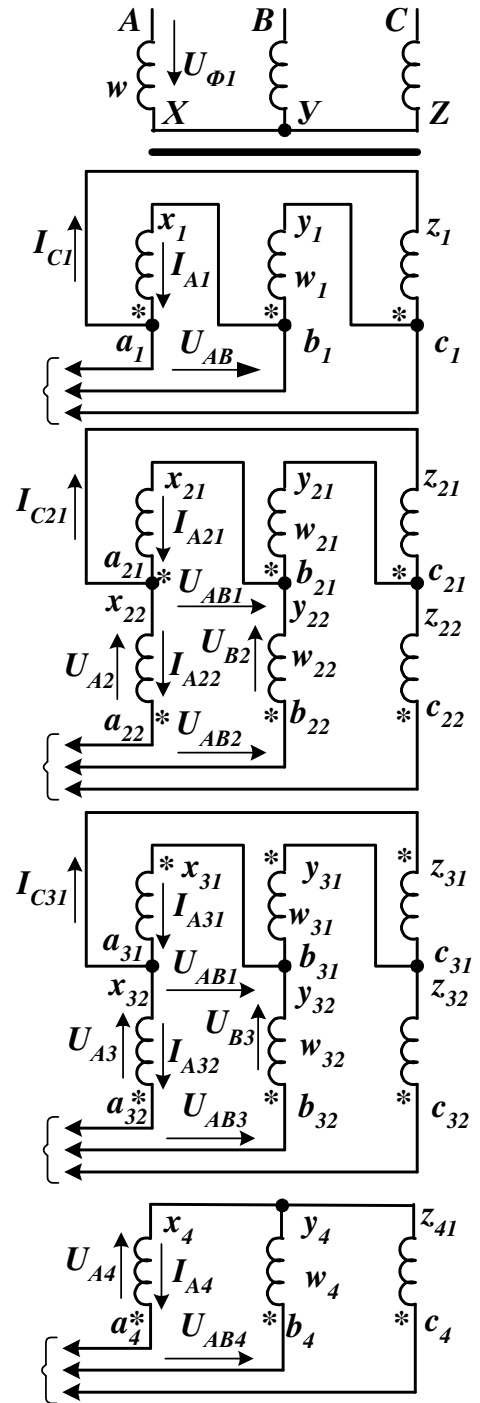 A B C
U_Ф1
w
X У Z
x_1 y_1 z_1
I_C1 I_A1 w_1
* * *
a_1 U_AB b_1 c_1
x_21 y_21 z_21
I_C21 I_A21 w_21
a_21 * * b_21 * c_21
U_AB1
x_22 y_22 z_22
U_A2 I_A22 U_B2 w_22
a_22 * U_AB2 * b_22 * c_22
* x_31 * y_31 * z_31
I_C31 I_A31 w_31
a_31 U_AB1 b_31 c_31
x_32 y_32 z_32
U_A3 I_A32 U_B3 w_32
a_32 * U_AB3 * b_32 * c_32
x_4 y_4 z_41
U_A4 I_A4 w_4
a_4 * U_AB4 * b_4 * c_4